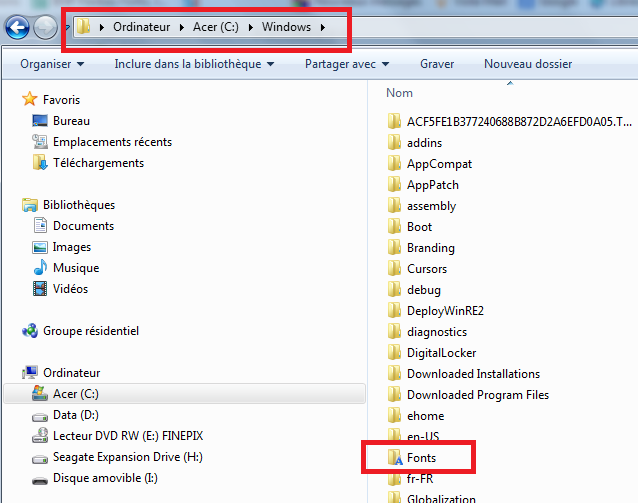 Ordinateur Acer (C:) Windows
Organiser Inclure dans la bibliothèque Partager avec Graver Nouveau dossier
Favoris
Bureau
Emplacements récents
Téléchargements
Bibliothèques
Documents
Images
Musique
Vidéos
Groupe résidentiel
Ordinateur
Acer (C:)
Data (D:)
Lecteur DVD RW (E:) FINEPIX
Seagate Expansion Drive (H:)
Disque amovible (I:)
Nom
ACF5FE1B377240688B872D2A6EFD0A05.T...
addins
AppCompat
AppPatch
assembly
Boot
Branding
Cursors
debug
DeployWinRE2
diagnostics
DigitalLocker
Downloaded Installations
Downloaded Program Files
ehome
en-US
Fonts
fr-FR
Globalization